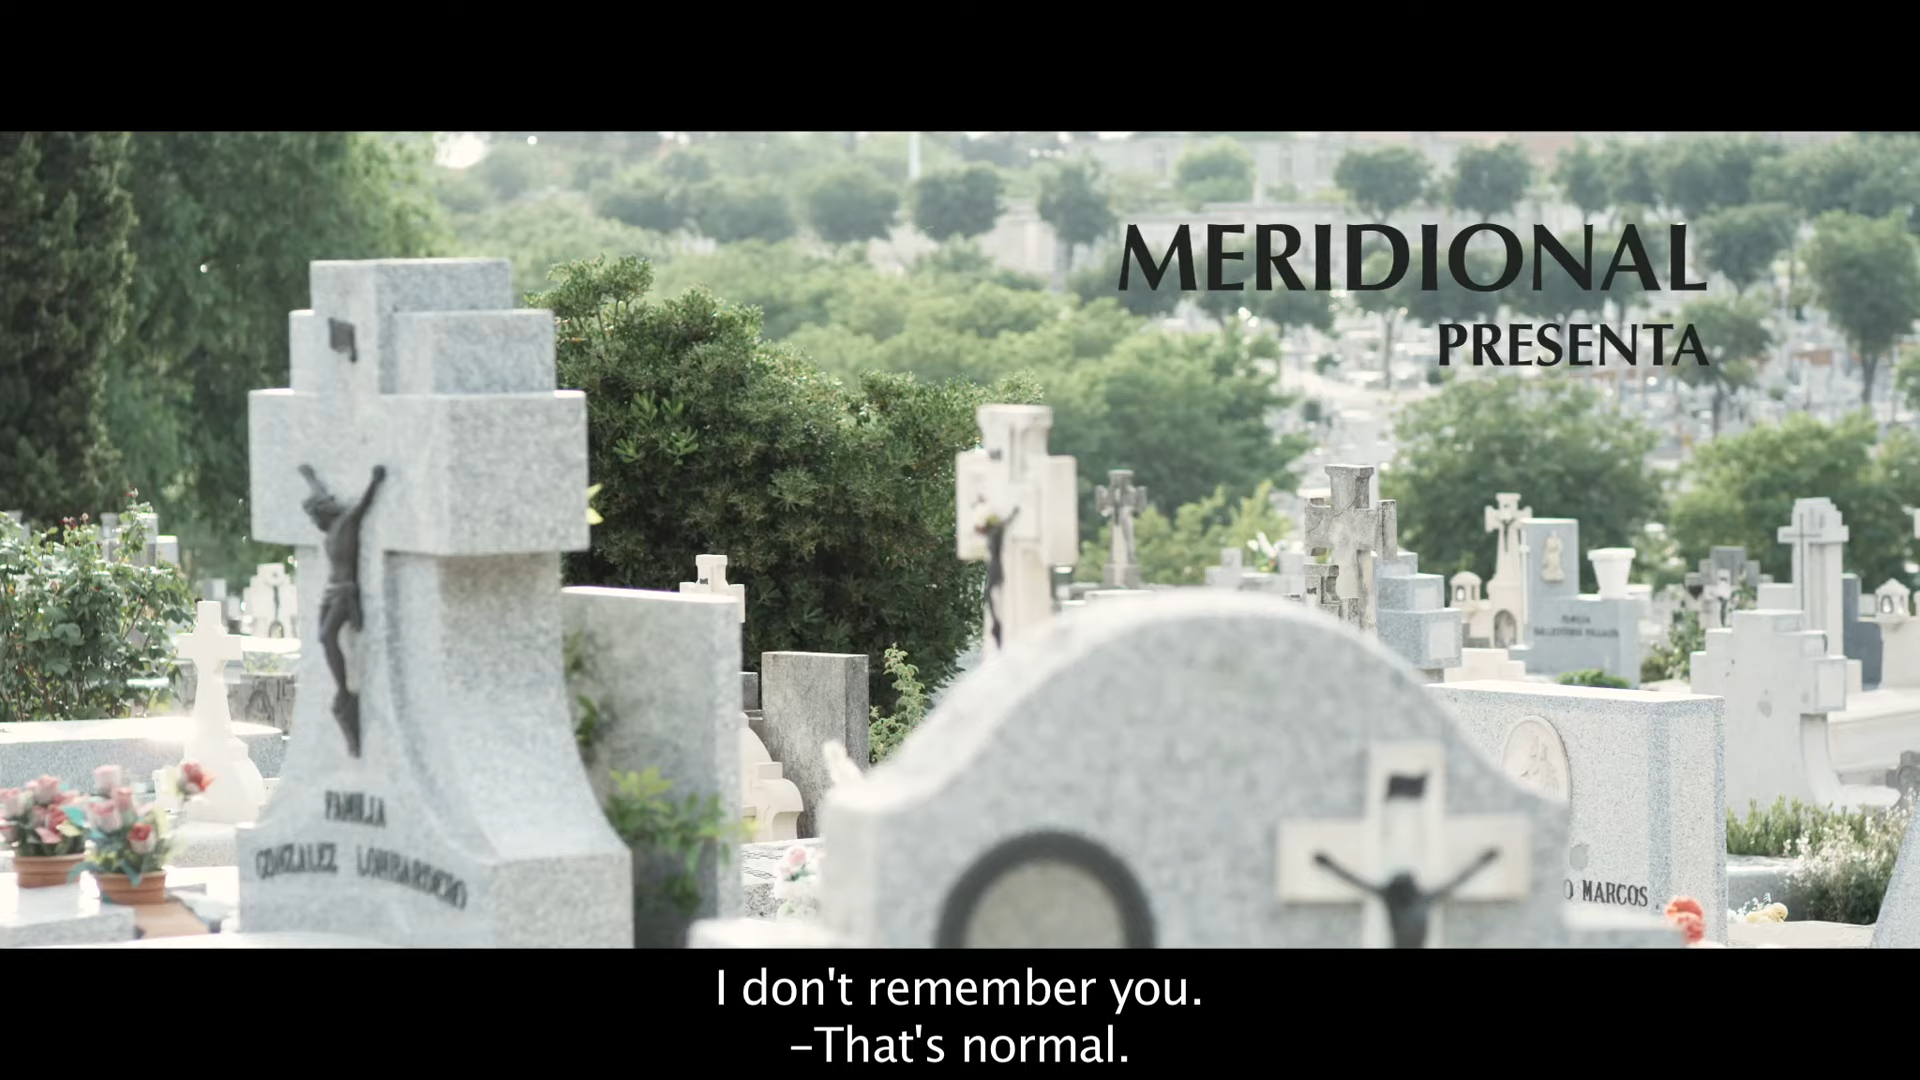 MERIDIONAL
PRESENTA
FAMILIA
GONZALEZ LOMBARDERO
O MARCOS
I don't remember you.
-That's normal.